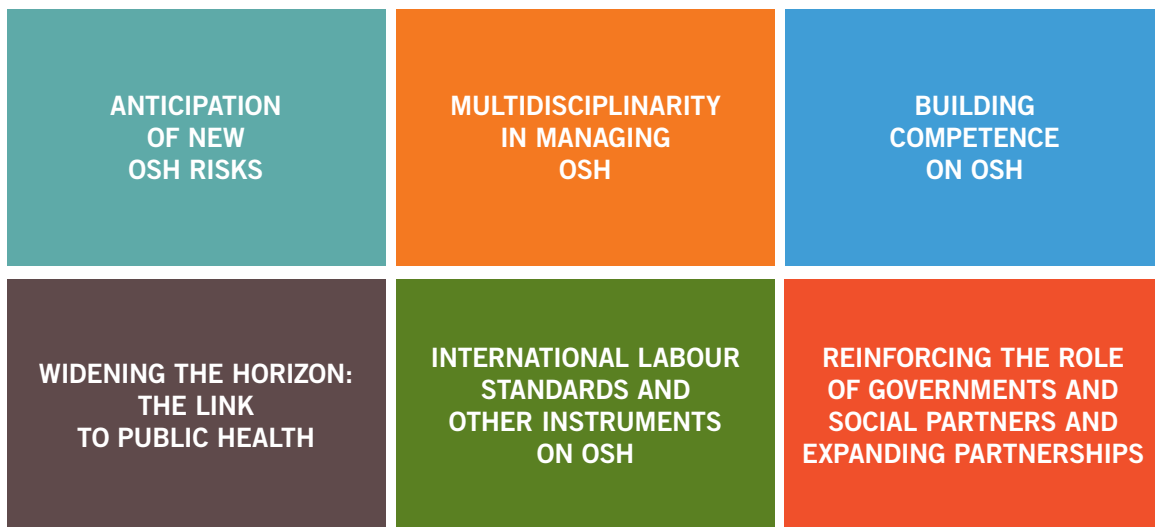 ANTICIPATION
OF NEW
OSH RISKS
MULTIDISCIPLINARITY
IN MANAGING
OSH
BUILDING
COMPETENCE
ON OSH
WIDENING THE HORIZON:
THE LINK
TO PUBLIC HEALTH
INTERNATIONAL LABOUR
STANDARDS AND
OTHER INSTRUMENTS
ON OSH
REINFORCING THE ROLE
OF GOVERNMENTS AND
SOCIAL PARTNERS AND
EXPANDING PARTNERSHIPS